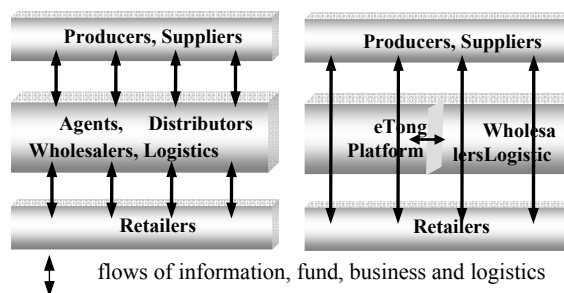 Producers, Suppliers
Agents, Distributors
Wholesalers, Logistics
Retailers
Producers, Suppliers
eTong
Platform
Wholesa
lersLogistic
Retailers
flows of information, fund, business and logistics